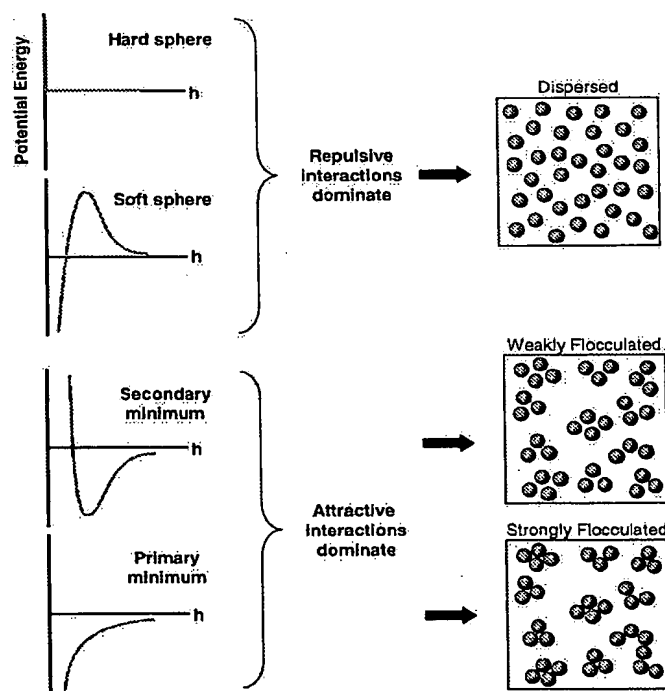 Potential Energy
Hard sphere
h
Soft sphere
h
Repulsive
interactions
dominate
Dispersed
Secondary
minimum
h
Primary
minimum
h
Attractive
interactions
dominate
Weakly Flocculated
Strongly Flocculated